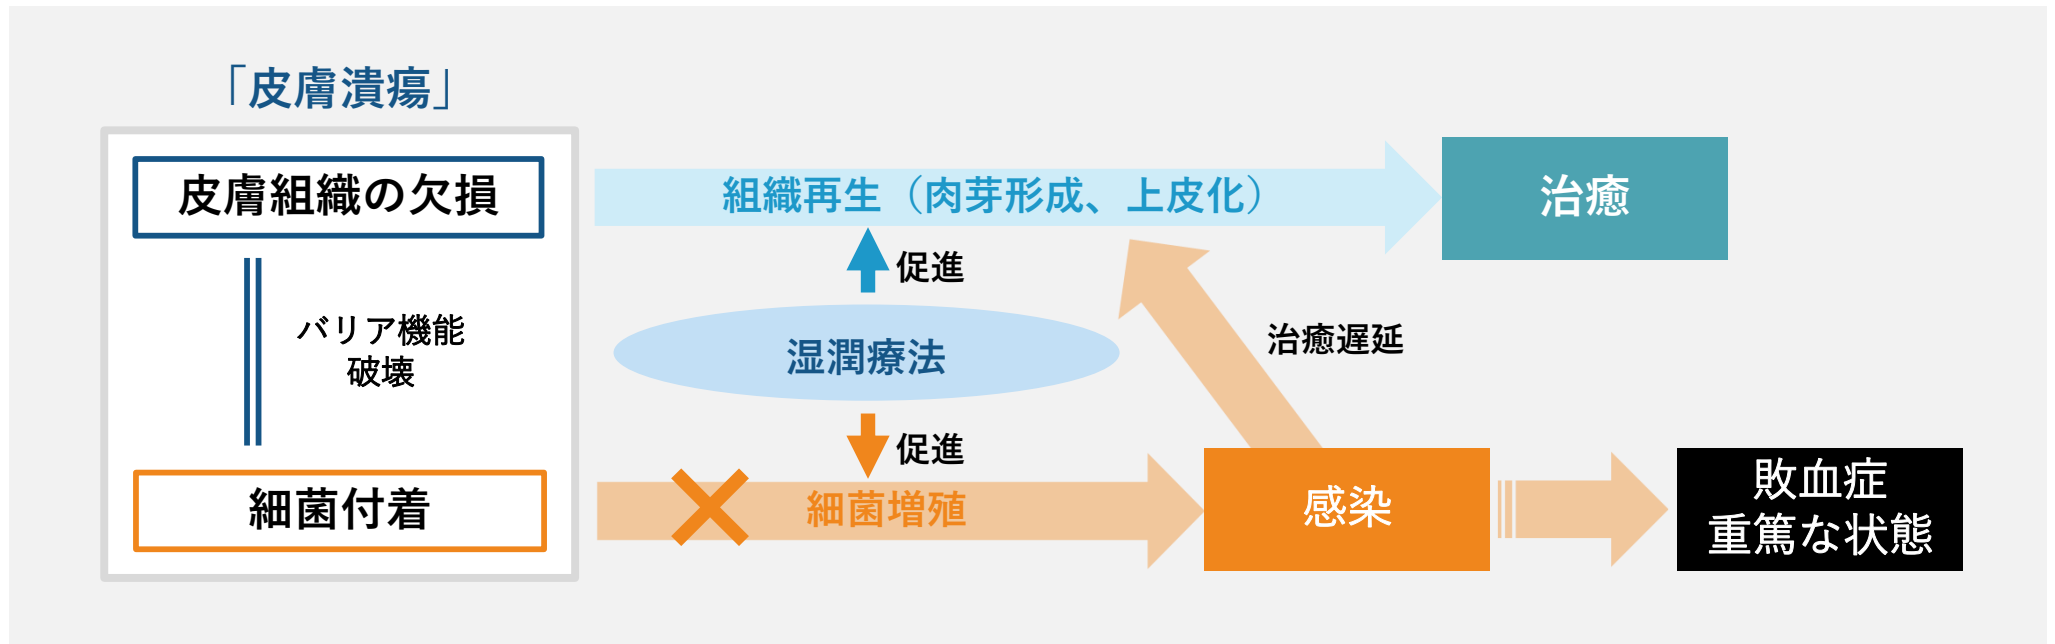 「皮膚潰瘍」
皮膚組織の欠損
バリア機能
破壊
細菌付着
組織再生（肉芽形成、上皮化）
治癒
促進
湿潤療法
治癒遅延
促進
細菌増殖
感染
敗血症
重篤な状態